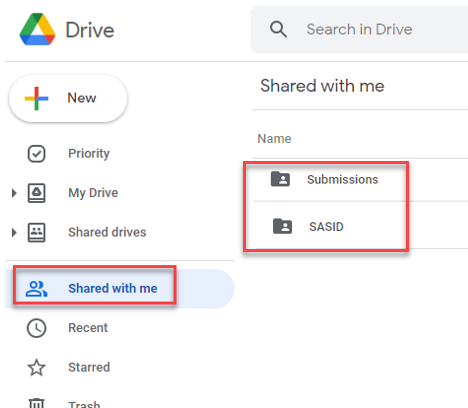 Drive
Search in Drive
New
Priority
My Drive
Shared drives
Shared with me
Recent
Starred
Trash
Shared with me
Name
Submissions
SASID